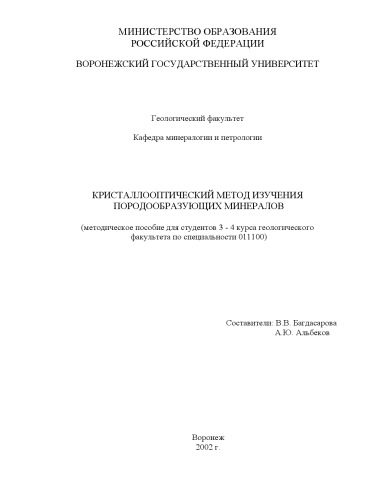 МИНИСТЕРСТВО ОБРАЗОВАНИЯ
РОССИЙСКОЙ ФЕДЕРАЦИИ
ВОРОНЕЖСКИЙ ГОСУДАРСТВЕННЫЙ УНИВЕРСИТЕТ
Геологический факультет
Кафедра минералогии и петрологии
КРИСТАЛЛООПТИЧЕСКИЙ МЕТОД ИЗУЧЕНИЯ
ПОРОДООБРАЗУЮЩИХ МИНЕРАЛОВ
(методическое пособие для студентов 3 - 4 курса геологического
факультета по специальности 011100)
Составители: В.В. Багдасарова
А.Ю. Альбеков
Воронеж
2002 г.